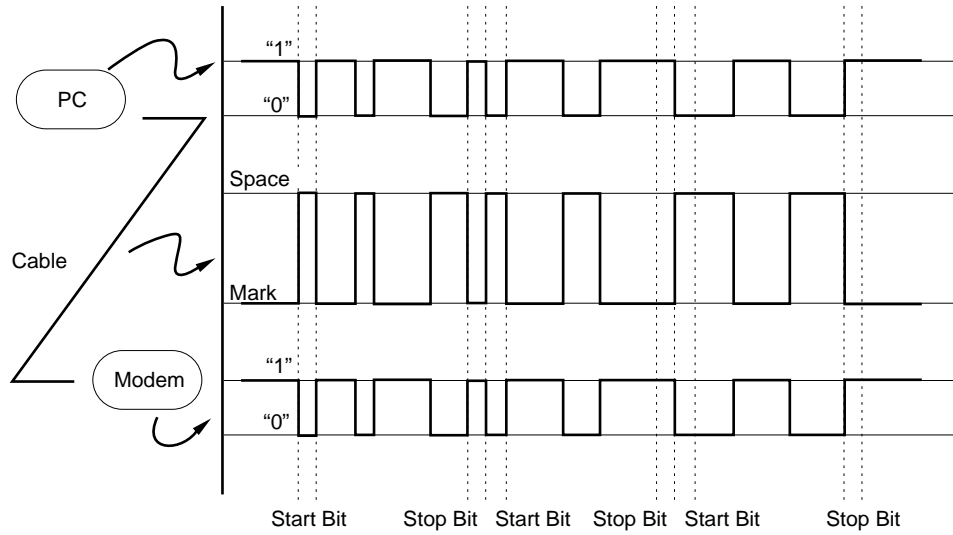 “1”
PC
“0”
Space
Cable
Mark
“1”
Modem
“0”
Start Bit Stop Bit Start Bit Stop Bit Start Bit Stop Bit